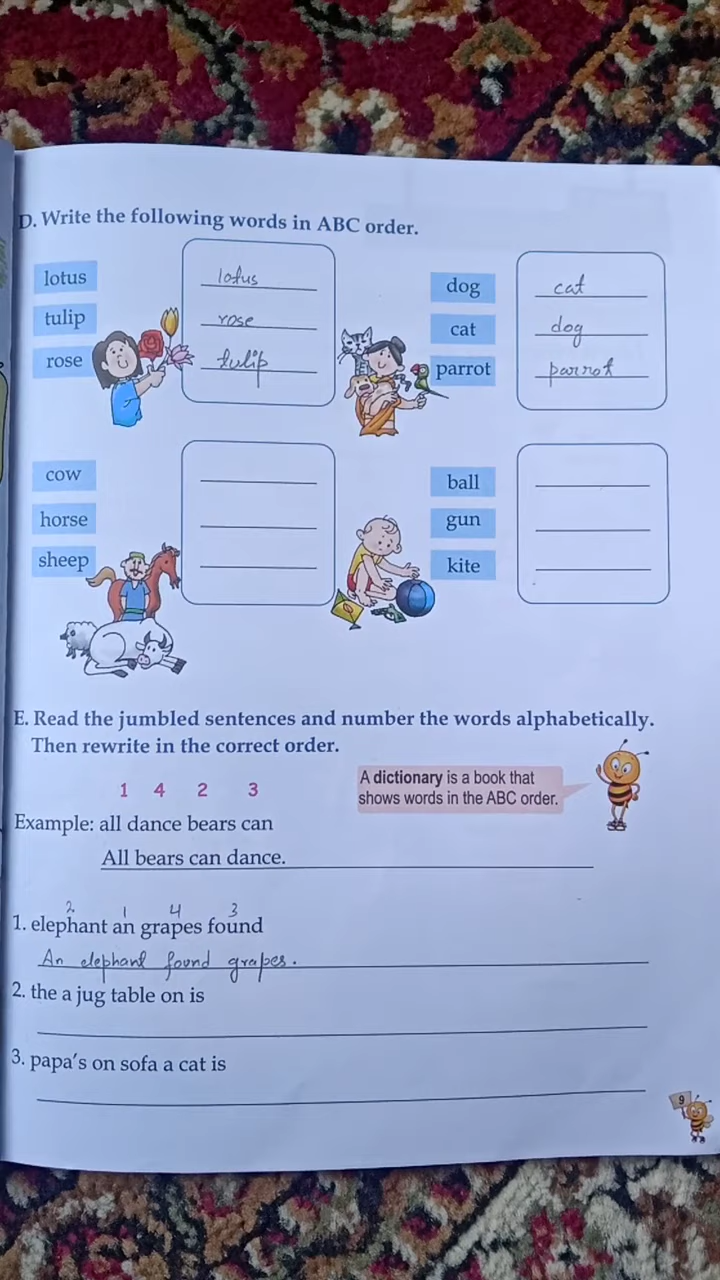 D. Write the following words in ABC order.
lotus
tulip
rose
lotus
rose
tulip
dog
cat
parrot
cat
dog
parrot
cow
horse
sheep
ball
gun
kite
E. Read the jumbled sentences and number the words alphabetically.
Then rewrite in the correct order.
A dictionary is a book that
shows words in the ABC order.
1 4 2 3
Example: all dance bears can
All bears can dance.
2 1 4 3
1. elephant an grapes found
An elephant found grapes.
2. the a jug table on is
3. papa's on sofa a cat is
9